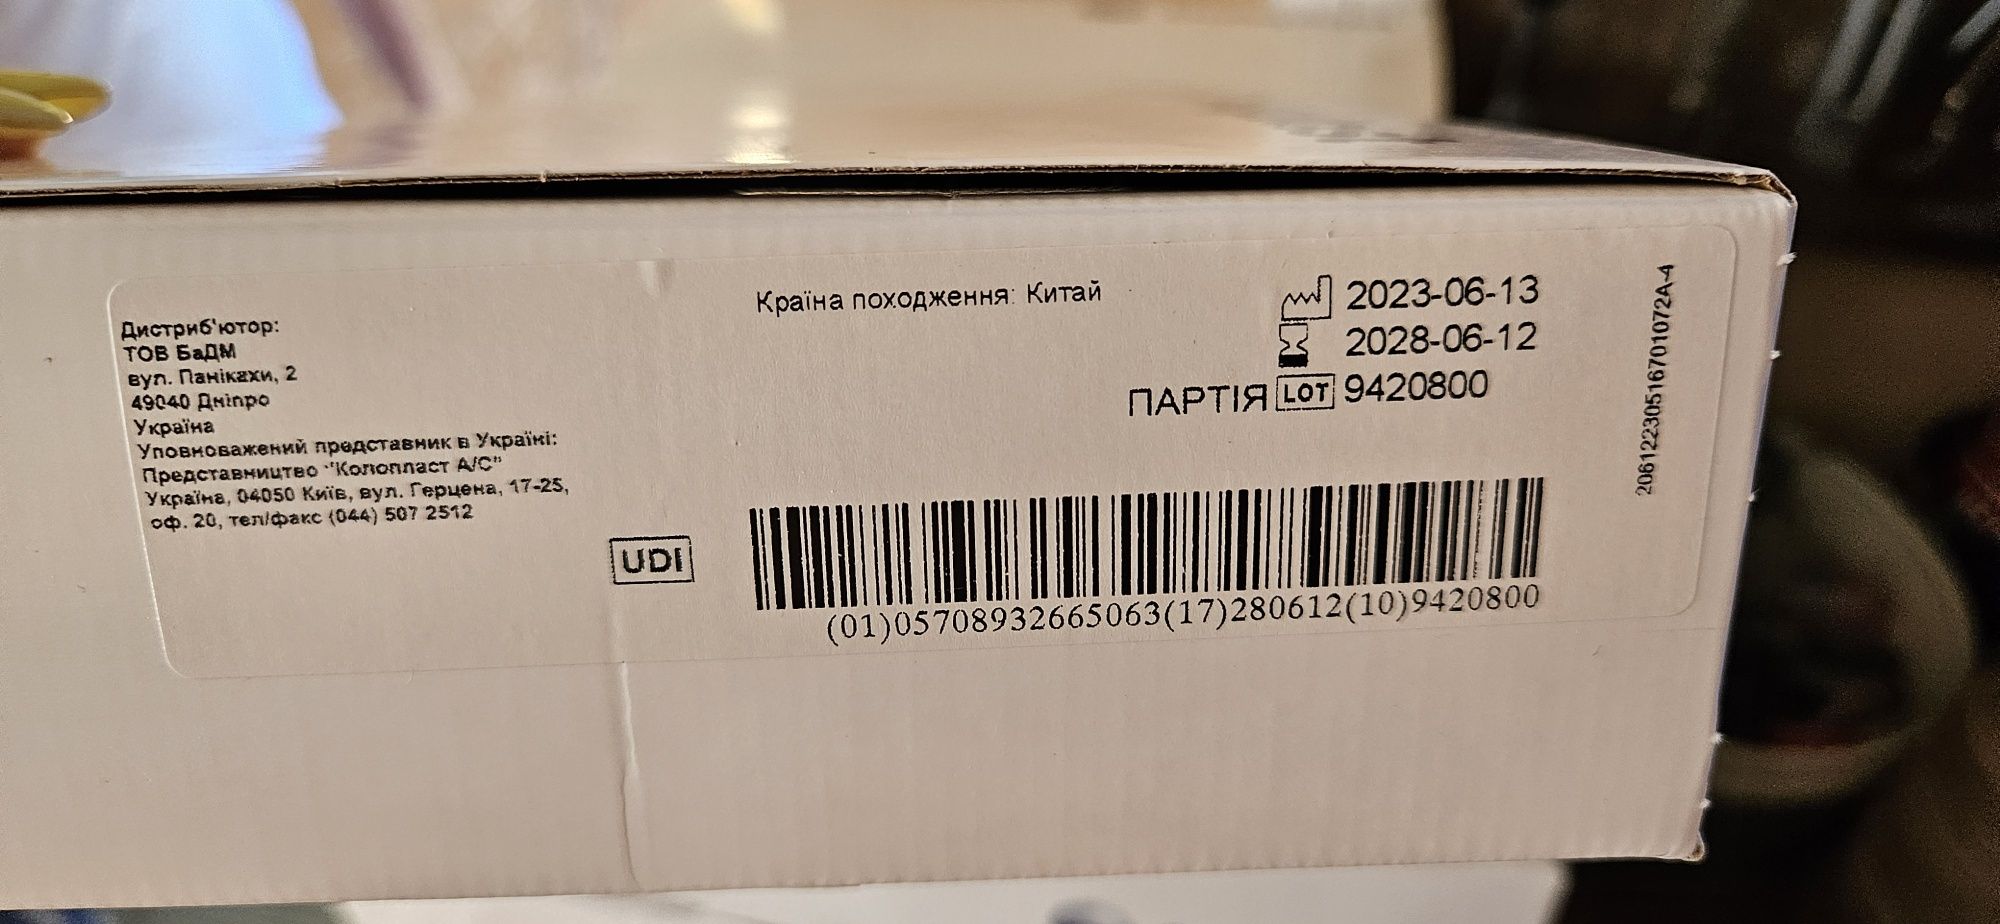 Дистриб'ютор:
ТОВ БаДМ
вул. Панікахи, 2
49040 Дніпро
Україна
Уповноважений представник в Україні:
Представництво "Колопласт А/С"
Україна, 04050 Київ, вул. Герцена, 17-25,
оф. 20, тел/факс (044) 507 2512
Країна походження: Китай
2023-06-13
2028-06-12
ПАРТІЯ LOT 9420800
UDI
(01)05708932665063(17)280612(10)9420800
20612230516701072A-4